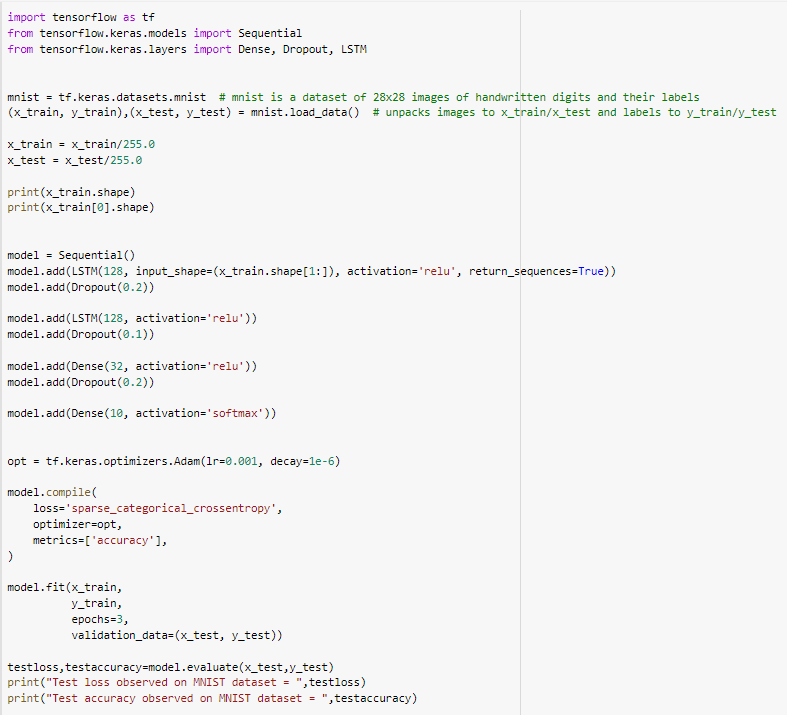 import tensorflow as tf
from tensorflow.keras.models import Sequential
from tensorflow.keras.layers import Dense, Dropout, LSTM
mnist = tf.keras.datasets.mnist  # mnist is a dataset of 28x28 images of handwritten digits and their labels
(x_train, y_train),(x_test, y_test) = mnist.load_data()  # unpacks images to x_train/x_test and labels to y_train/y_test
x_train = x_train/255.0
x_test = x_test/255.0
print(x_train.shape)
print(x_train[0].shape)
model = Sequential()
model.add(LSTM(128, input_shape=(x_train.shape[1:]), activation='relu', return_sequences=True))
model.add(Dropout(0.2))
model.add(LSTM(128, activation='relu'))
model.add(Dropout(0.1))
model.add(Dense(32, activation='relu'))
model.add(Dropout(0.2))
model.add(Dense(10, activation='softmax'))
opt = tf.keras.optimizers.Adam(lr=0.001, decay=1e-6)
model.compile(
    loss='sparse_categorical_crossentropy',
    optimizer=opt,
    metrics=['accuracy'],
)
model.fit(x_train,
          y_train,
          epochs=3,
          validation_data=(x_test, y_test))
testloss,testaccuracy=model.evaluate(x_test,y_test)
print("Test loss observed on MNIST dataset = ",testloss)
print("Test accuracy observed on MNIST dataset = ",testaccuracy)